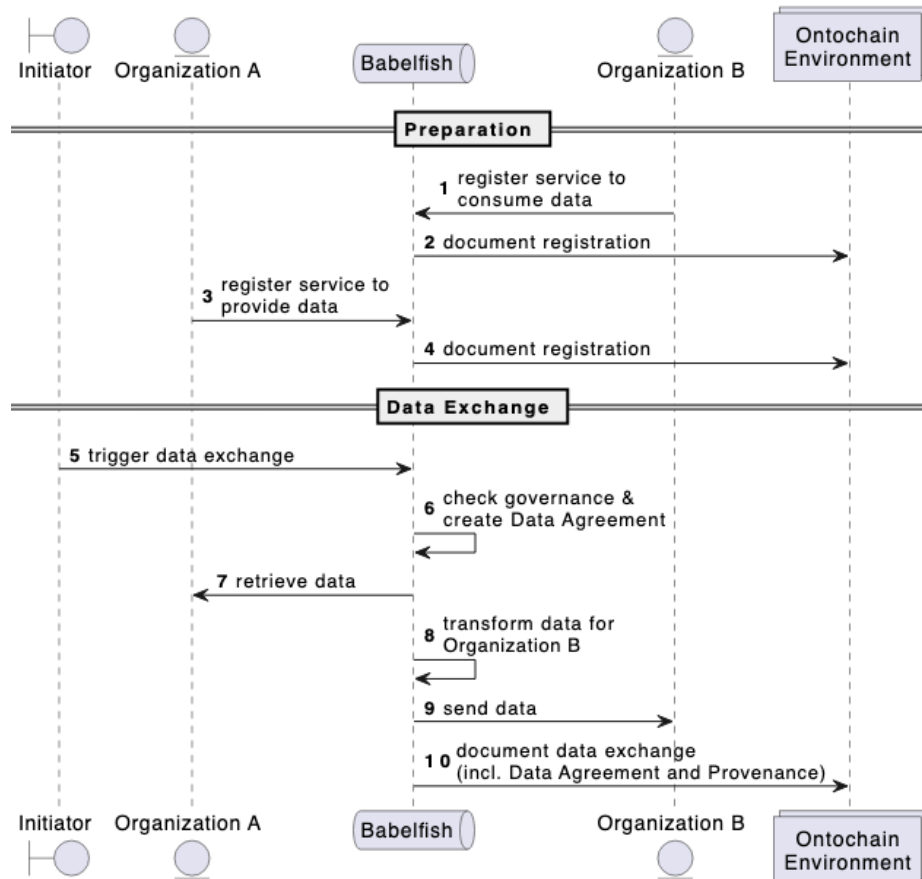 Initiator
Organization A
Babelfish
Organization B
Ontochain
Environment
Preparation
1 register service to
consume data
2 document registration
3 register service to
provide data
4 document registration
Data Exchange
5 trigger data exchange
6 check governance &
create Data Agreement
7 retrieve data
8 transform data for
Organization B
9 send data
10 document data exchange
(incl. Data Agreement and Provenance)
Initiator
Organization A
Babelfish
Organization B
Ontochain
Environment